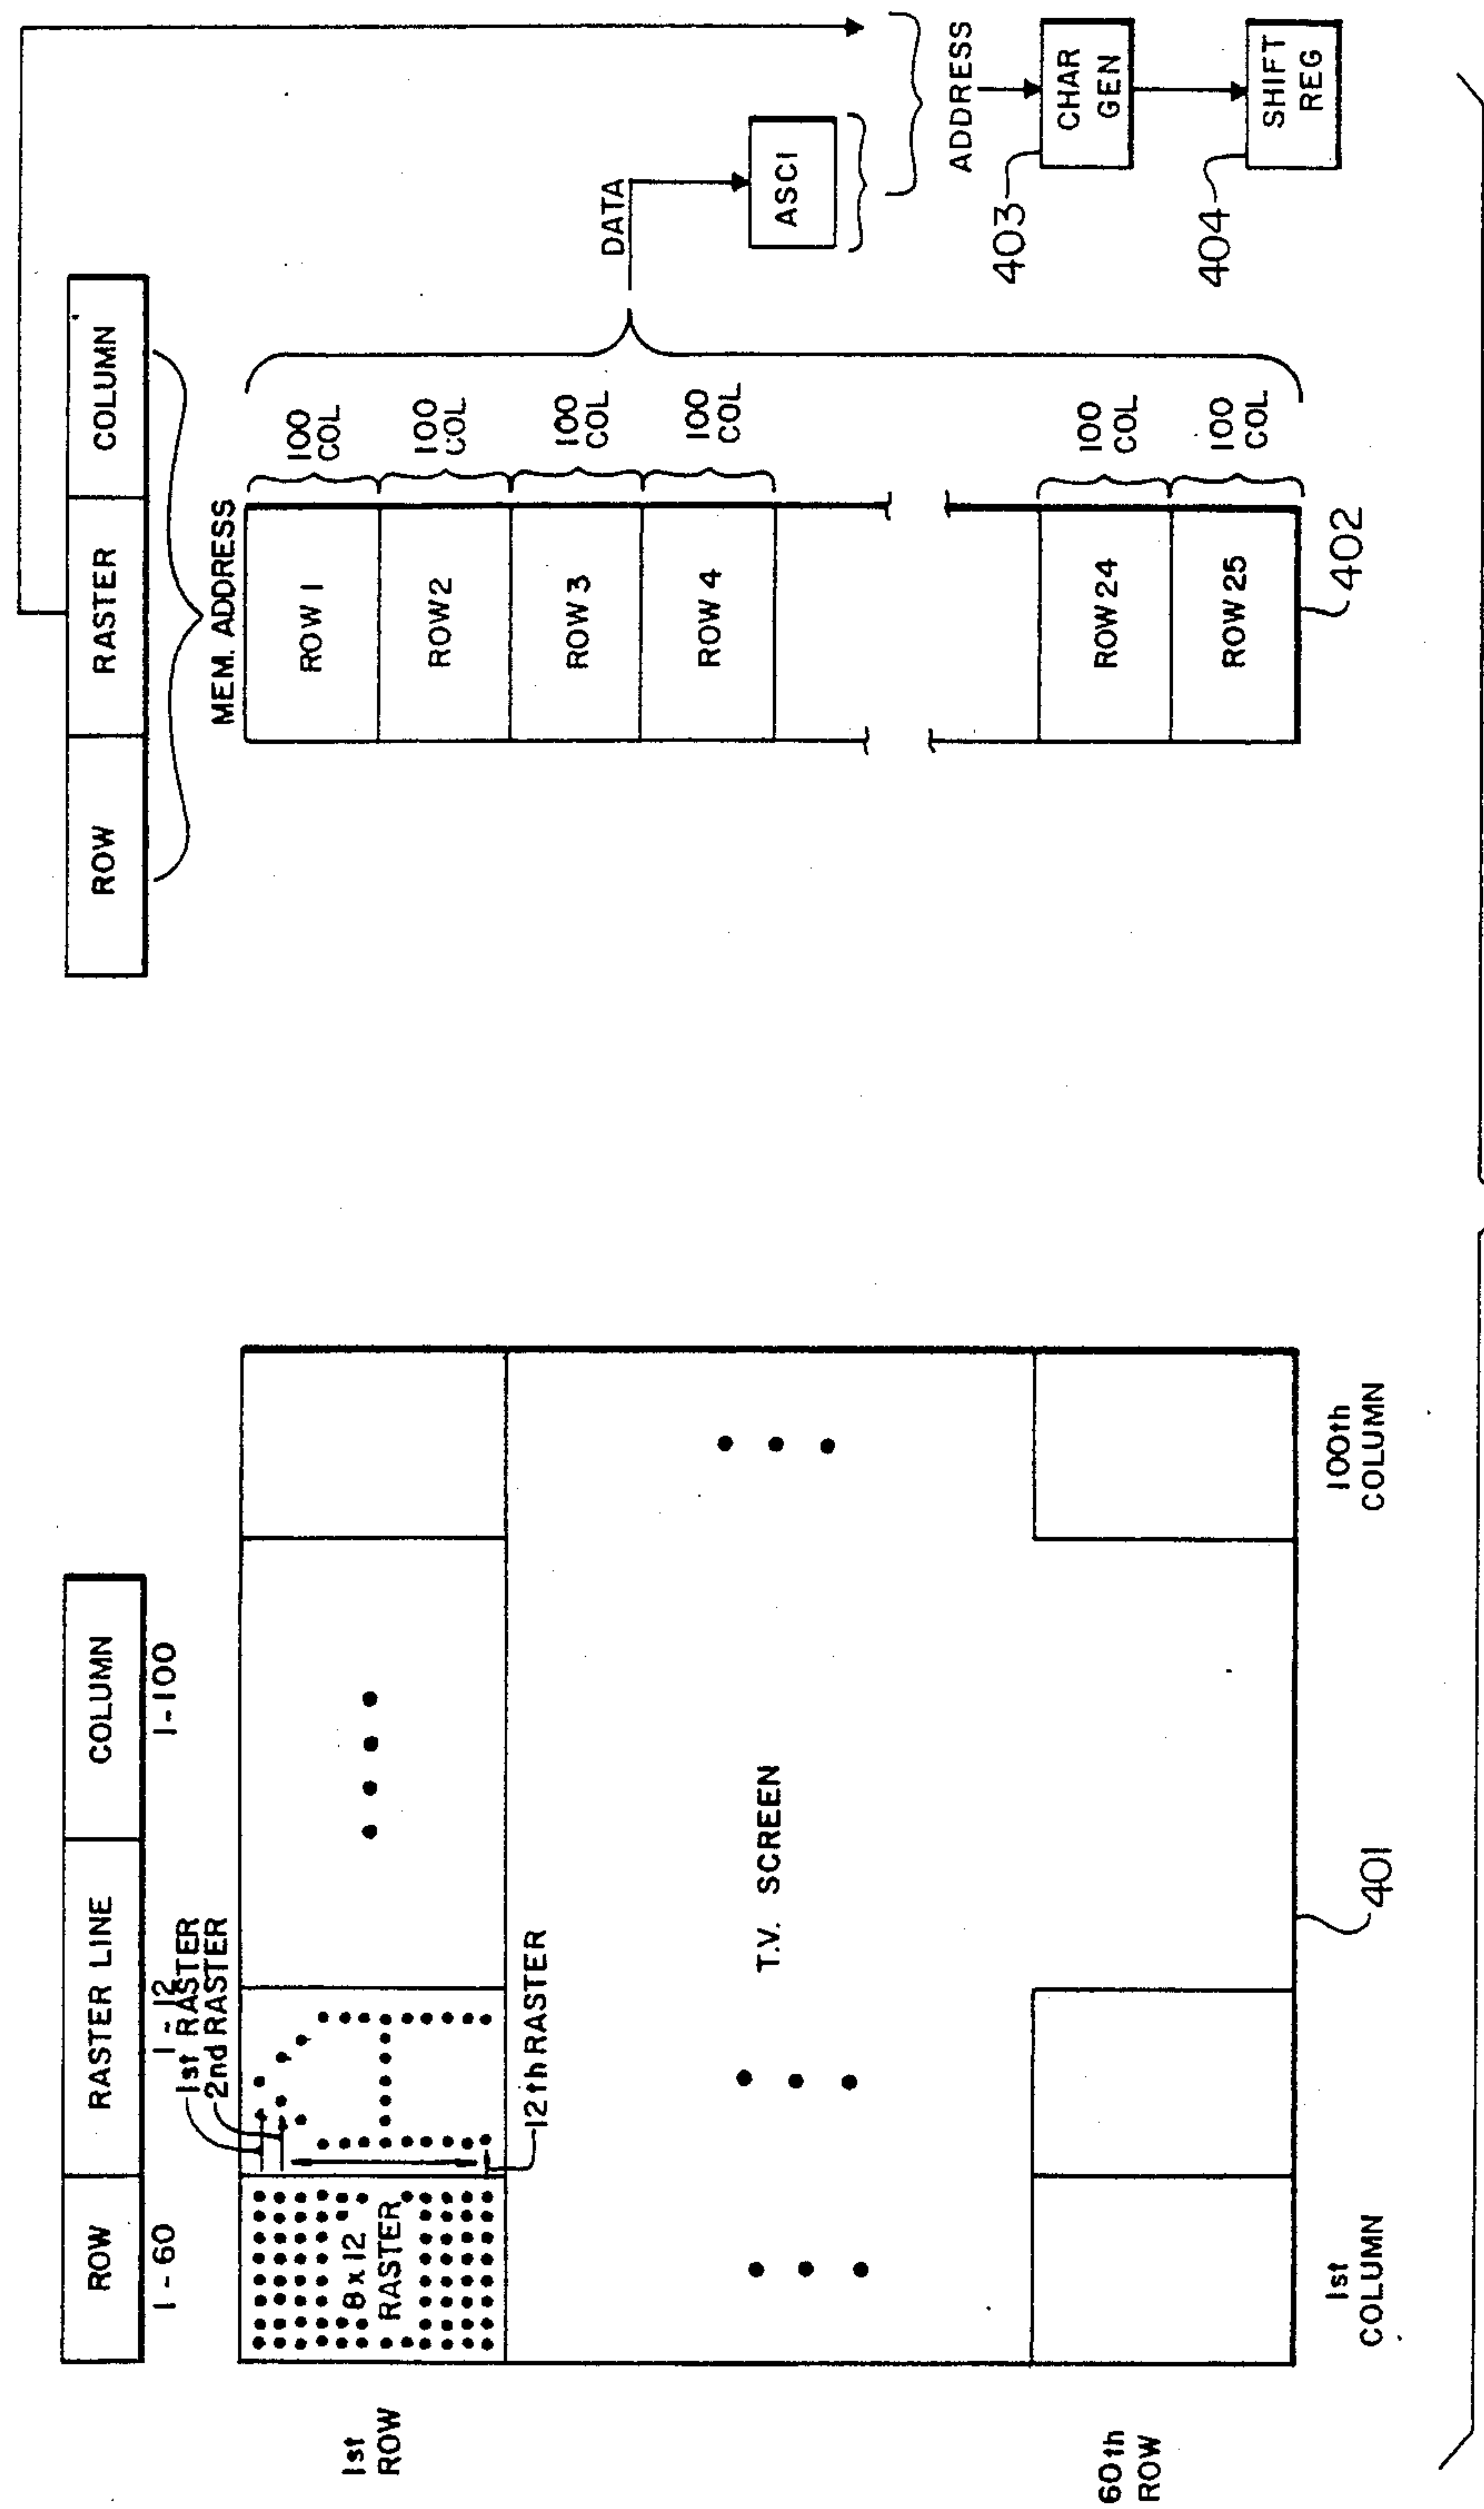 ROW
RASTER LINE
COLUMN
1-60
1-12
1-100
1st RASTER
2nd RASTER
8x12
RASTER
12th RASTER
1st
ROW
T.V. SCREEN
60th
ROW
1st
COLUMN
100th
COLUMN
401
ROW
RASTER
COLUMN
MEM. ADDRESS
ROW 1
100
COL
ROW 2
100
COL
ROW 3
100
COL
ROW 4
100
COL
ROW 24
100
COL
ROW 25
100
COL
402
DATA
ASCI
ADDRESS
CHAR
GEN
403
SHIFT
REG
404